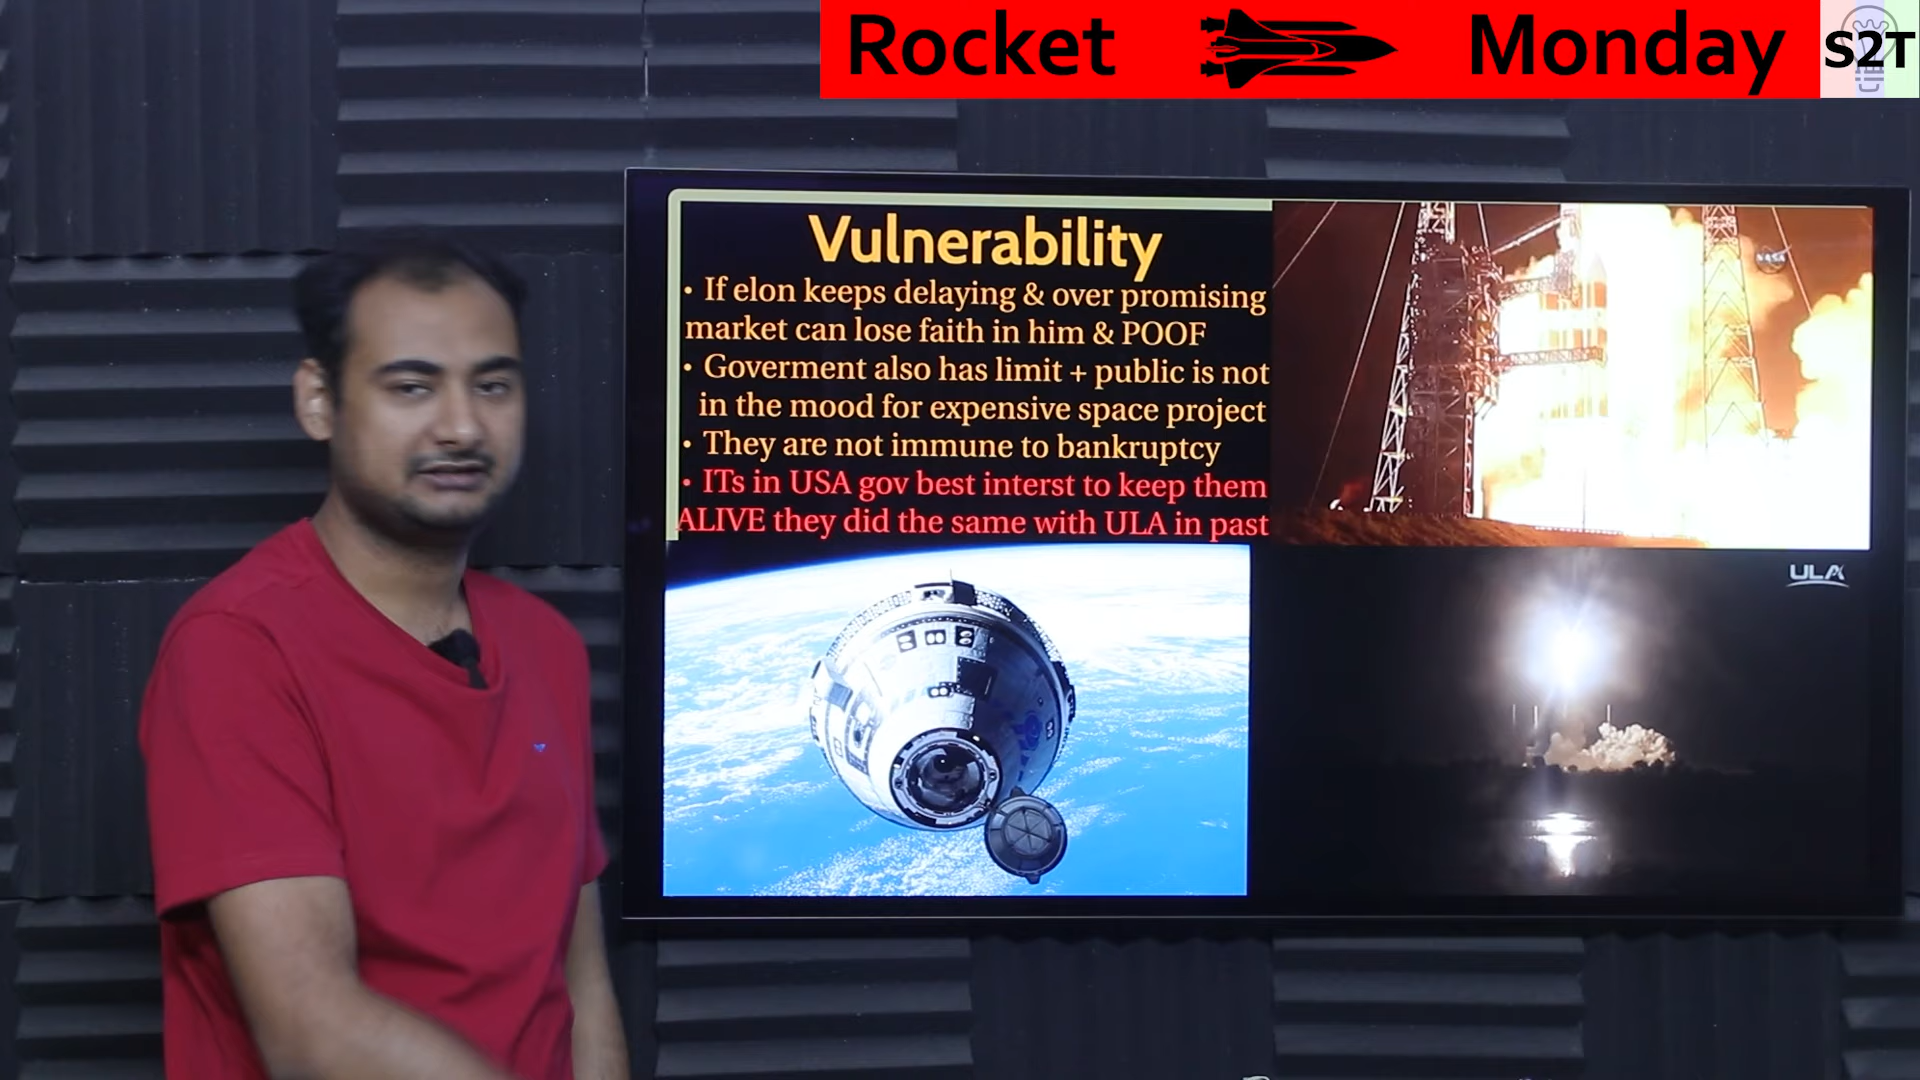 Rocket Monday S2T
Vulnerability
• If elon keeps delaying & over promising
market can lose faith in him & POOF
• Goverment also has limit + public is not
in the mood for expensive space project
• They are not immune to bankruptcy
• ITs in USA gov best interst to keep them
ALIVE they did the same with ULA in past
NASA
ULA